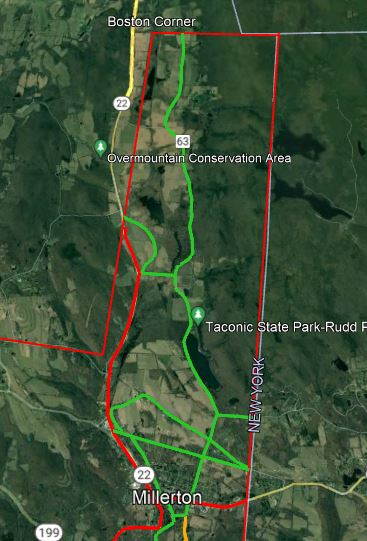 Boston Corner
22
63
Overmountain Conservation Area
Taconic State Park-Rudd P
NEW YORK
22
Millerton
199